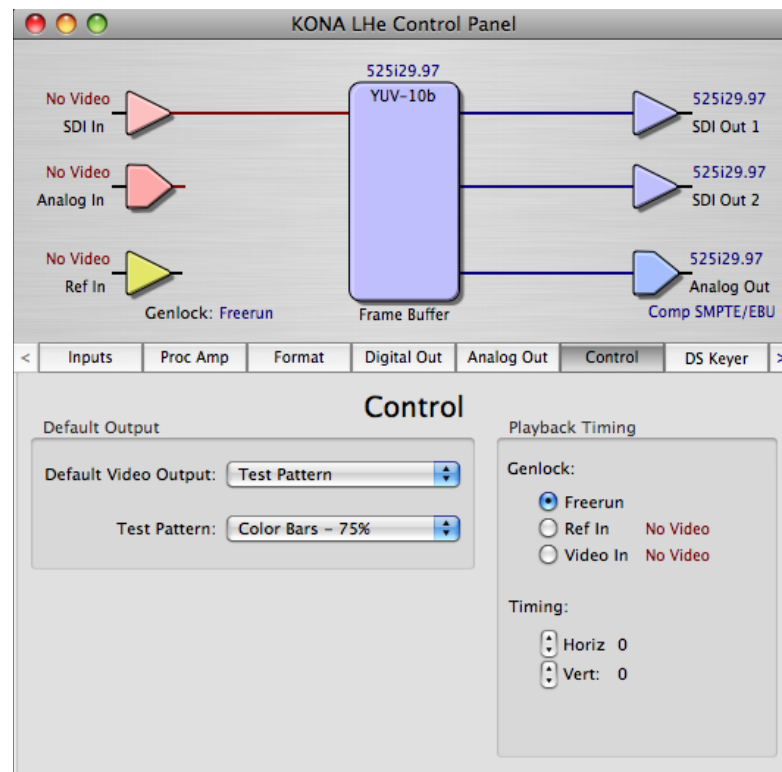 KONA LHe Control Panel
525i29.97
YUV-10b
No Video
SDI In
525i29.97
SDI Out 1
No Video
Analog In
525i29.97
SDI Out 2
No Video
Ref In
525i29.97
Analog Out
Genlock: Freerun
Frame Buffer
Comp SMPTE/EBU
< Inputs Proc Amp Format Digital Out Analog Out Control DS Keyer >
Control
Default Output
Default Video Output: Test Pattern
Test Pattern: Color Bars - 75%
Playback Timing
Genlock:
Freerun
Ref In No Video
Video In No Video
Timing:
Horiz 0
Vert: 0